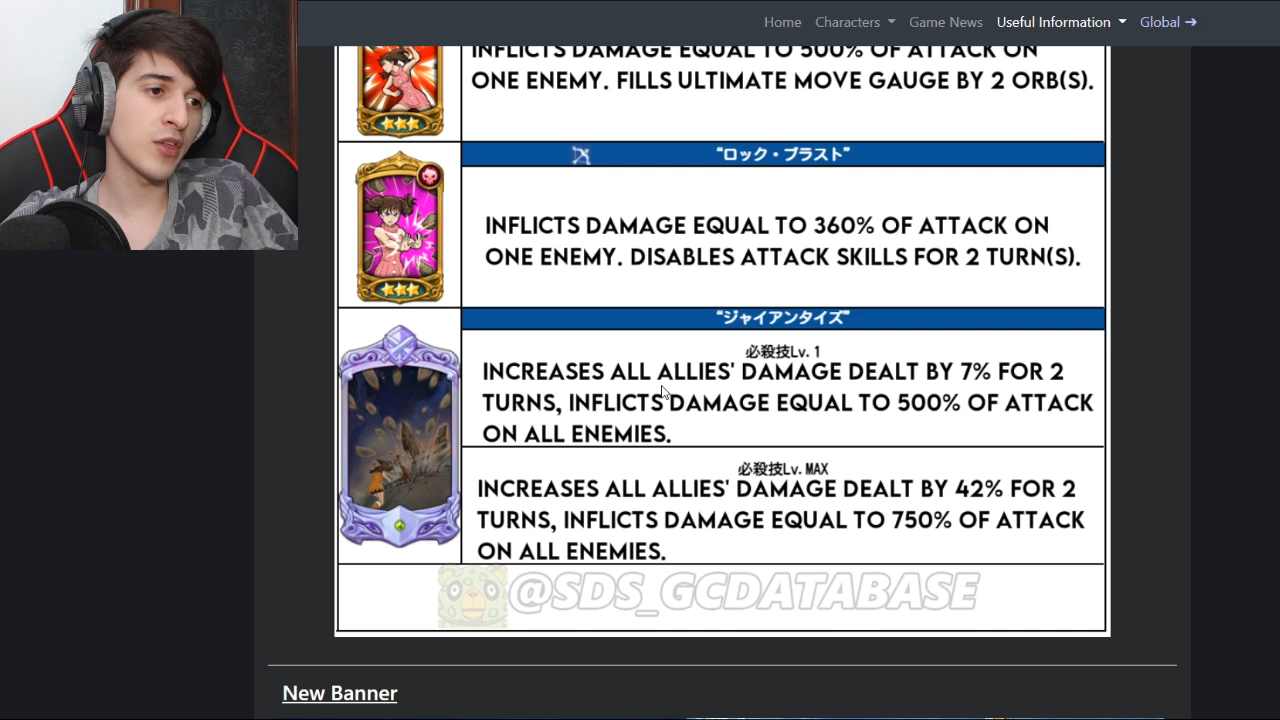 Home Characters Game News Useful Information Global →
INFLICTS DAMAGE EQUAL TO 500% OF ATTACK ON
ONE ENEMY. FILLS ULTIMATE MOVE GAUGE BY 2 ORB(S).
“ロック・ブラスト”
INFLICTS DAMAGE EQUAL TO 360% OF ATTACK ON
ONE ENEMY. DISABLES ATTACK SKILLS FOR 2 TURN(S).
“ジャイアンタイズ”
必殺技Lv. 1
INCREASES ALL ALLIES' DAMAGE DEALT BY 7% FOR 2
TURNS, INFLICTS DAMAGE EQUAL TO 500% OF ATTACK
ON ALL ENEMIES.
必殺技Lv. MAX
INCREASES ALL ALLIES' DAMAGE DEALT BY 42% FOR 2
TURNS, INFLICTS DAMAGE EQUAL TO 750% OF ATTACK
ON ALL ENEMIES.
@SDS_GCDATABASE
New Banner